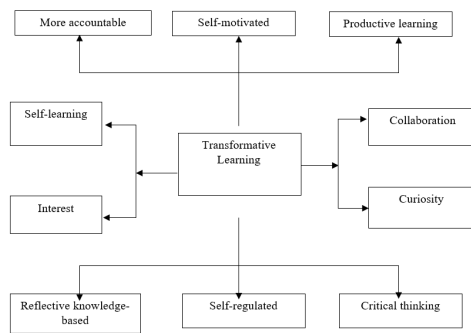 More accountable
Self-motivated
Productive learning
Self-learning
Collaboration
Transformative
Learning
Interest
Curiosity
Reflective knowledge-
based
Self-regulated
Critical thinking